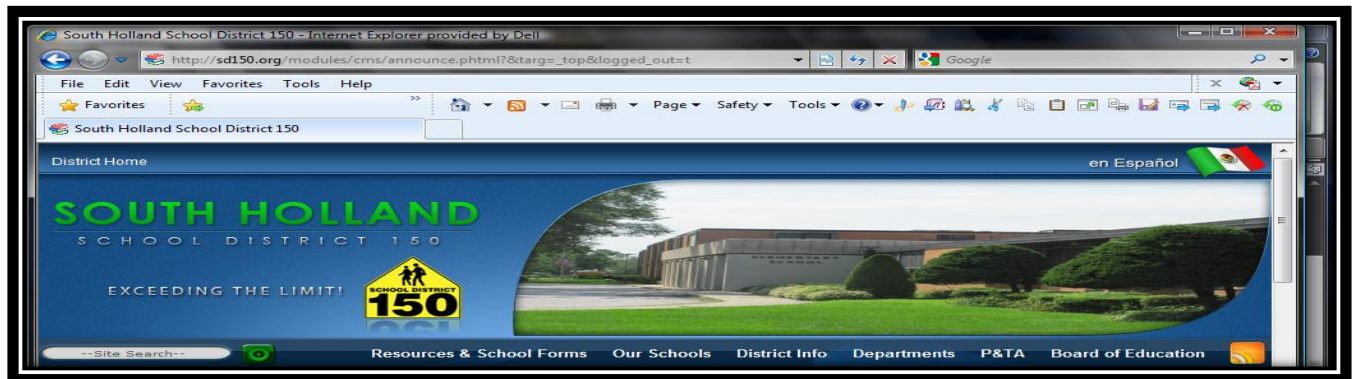 South Holland School District 150 - Internet Explorer provided by Dell
http://sd150.org/modules/cms/announce.phtml?&targ=_top&logged_out=t
Google
File Edit View Favorites Tools Help
Favorites
Page Safety Tools
South Holland School District 150
District Home
en Español
SOUTH HOLLAND
SCHOOL DISTRICT 150
ELEMENTARY
SCHOOL
EXCEEDING THE LIMIT!
SCHOOL DISTRICT
150
--Site Search--
Resources & School Forms Our Schools District Info Departments P&TA Board of Education